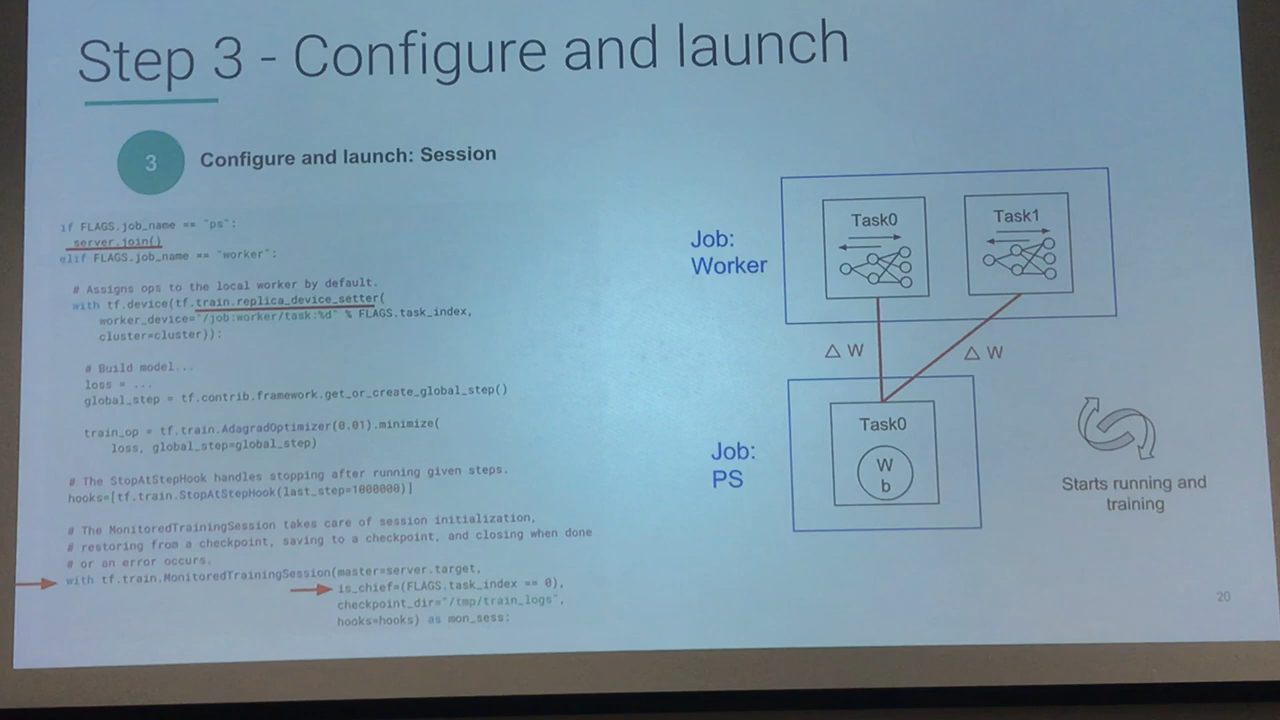 Step 3 - Configure and launch
3
Configure and launch: Session
if FLAGS.job_name == "ps":
server.join()
elif FLAGS.job_name == "worker":
# Assigns ops to the local worker by default.
with tf.device(tf.train.replica_device_setter(
worker_device="/job:worker/task:%d" % FLAGS.task_index,
cluster=cluster)):
# Build model...
loss = ...
global_step = tf.contrib.framework.get_or_create_global_step()
train_op = tf.train.AdagradOptimizer(0.01).minimize(
loss, global_step=global_step)
# The StopAtStepHook handles stopping after running given steps.
hooks=[tf.train.StopAtStepHook(last_step=1000000)]
# The MonitoredTrainingSession takes care of session initialization,
# restoring from a checkpoint, saving to a checkpoint, and closing when done
# or an error occurs.
with tf.train.MonitoredTrainingSession(master=server.target,
is_chief=(FLAGS.task_index == 0),
checkpoint_dir="/tmp/train_logs",
hooks=hooks) as mon_sess:
Job:
Worker
Task0
Task1
△ W
△ W
Job:
PS
Task0
W
b
Starts running and
training
20